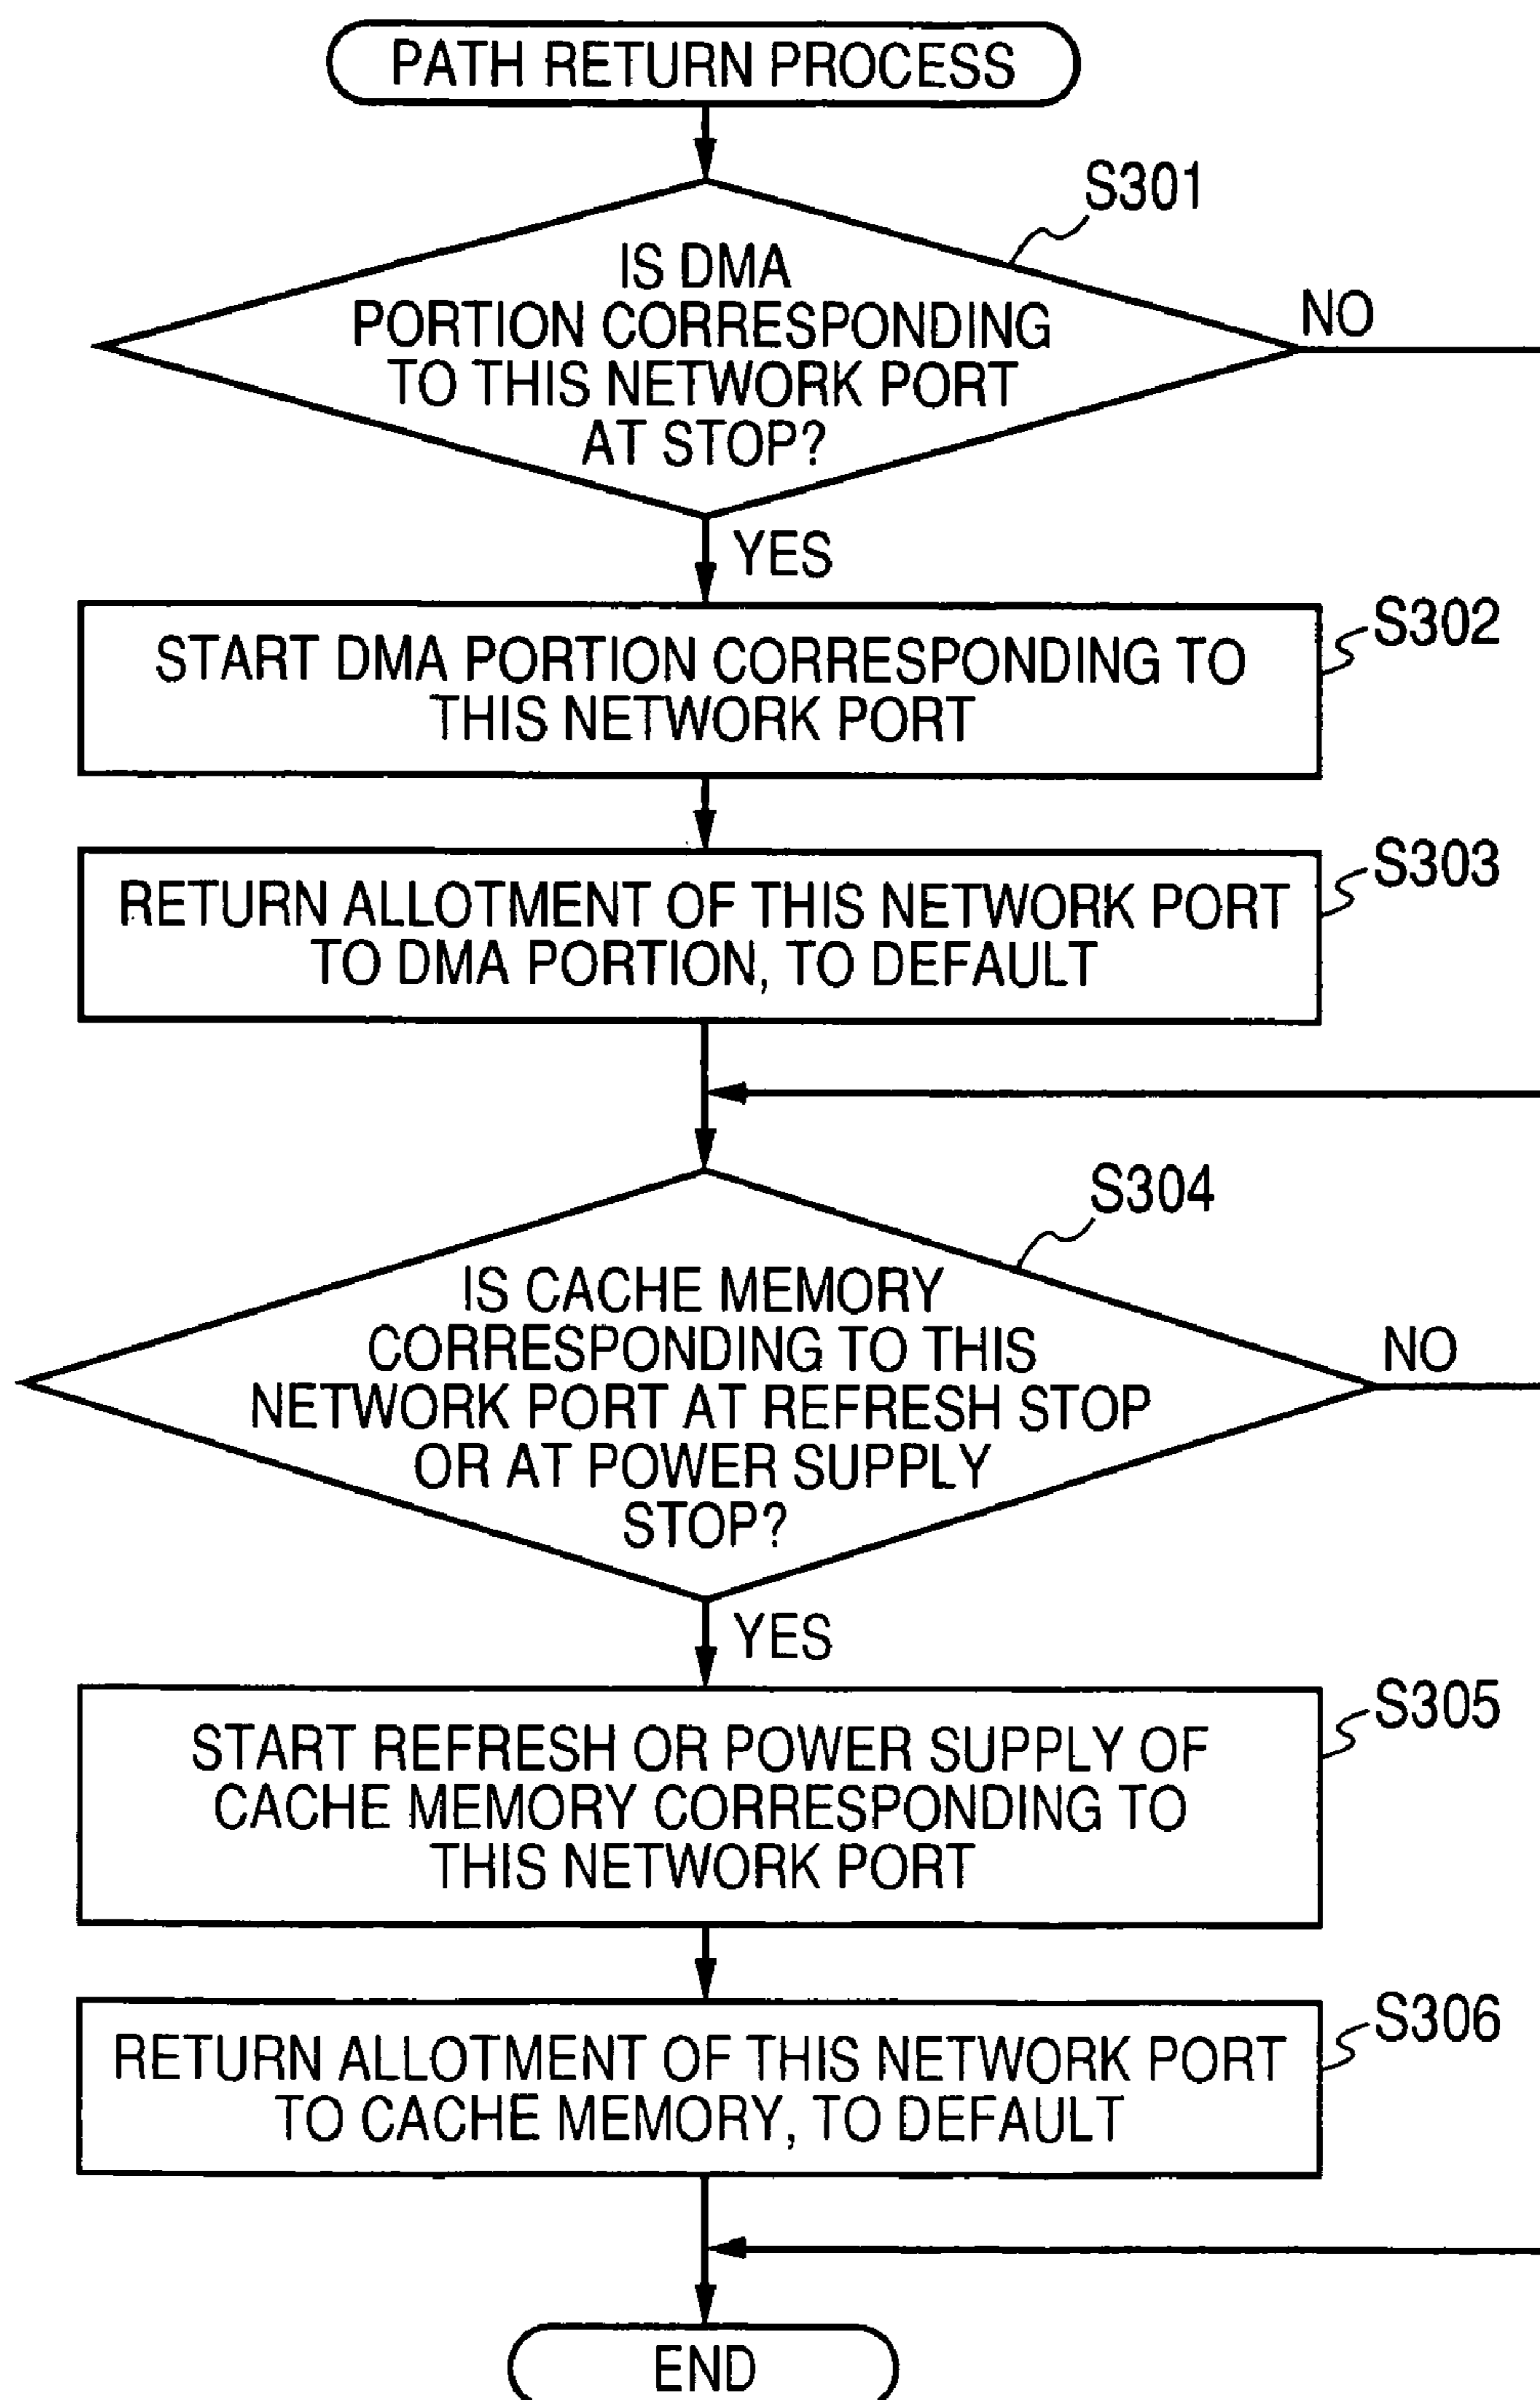 PATH RETURN PROCESS
S301
IS DMA
PORTION CORRESPONDING
TO THIS NETWORK PORT
AT STOP?
NO
YES
S302
START DMA PORTION CORRESPONDING TO
THIS NETWORK PORT
S303
RETURN ALLOTMENT OF THIS NETWORK PORT
TO DMA PORTION, TO DEFAULT
S304
IS CACHE MEMORY
CORRESPONDING TO THIS
NETWORK PORT AT REFRESH STOP
OR AT POWER SUPPLY
STOP?
NO
YES
S305
START REFRESH OR POWER SUPPLY OF
CACHE MEMORY CORRESPONDING TO
THIS NETWORK PORT
S306
RETURN ALLOTMENT OF THIS NETWORK PORT
TO CACHE MEMORY, TO DEFAULT
END